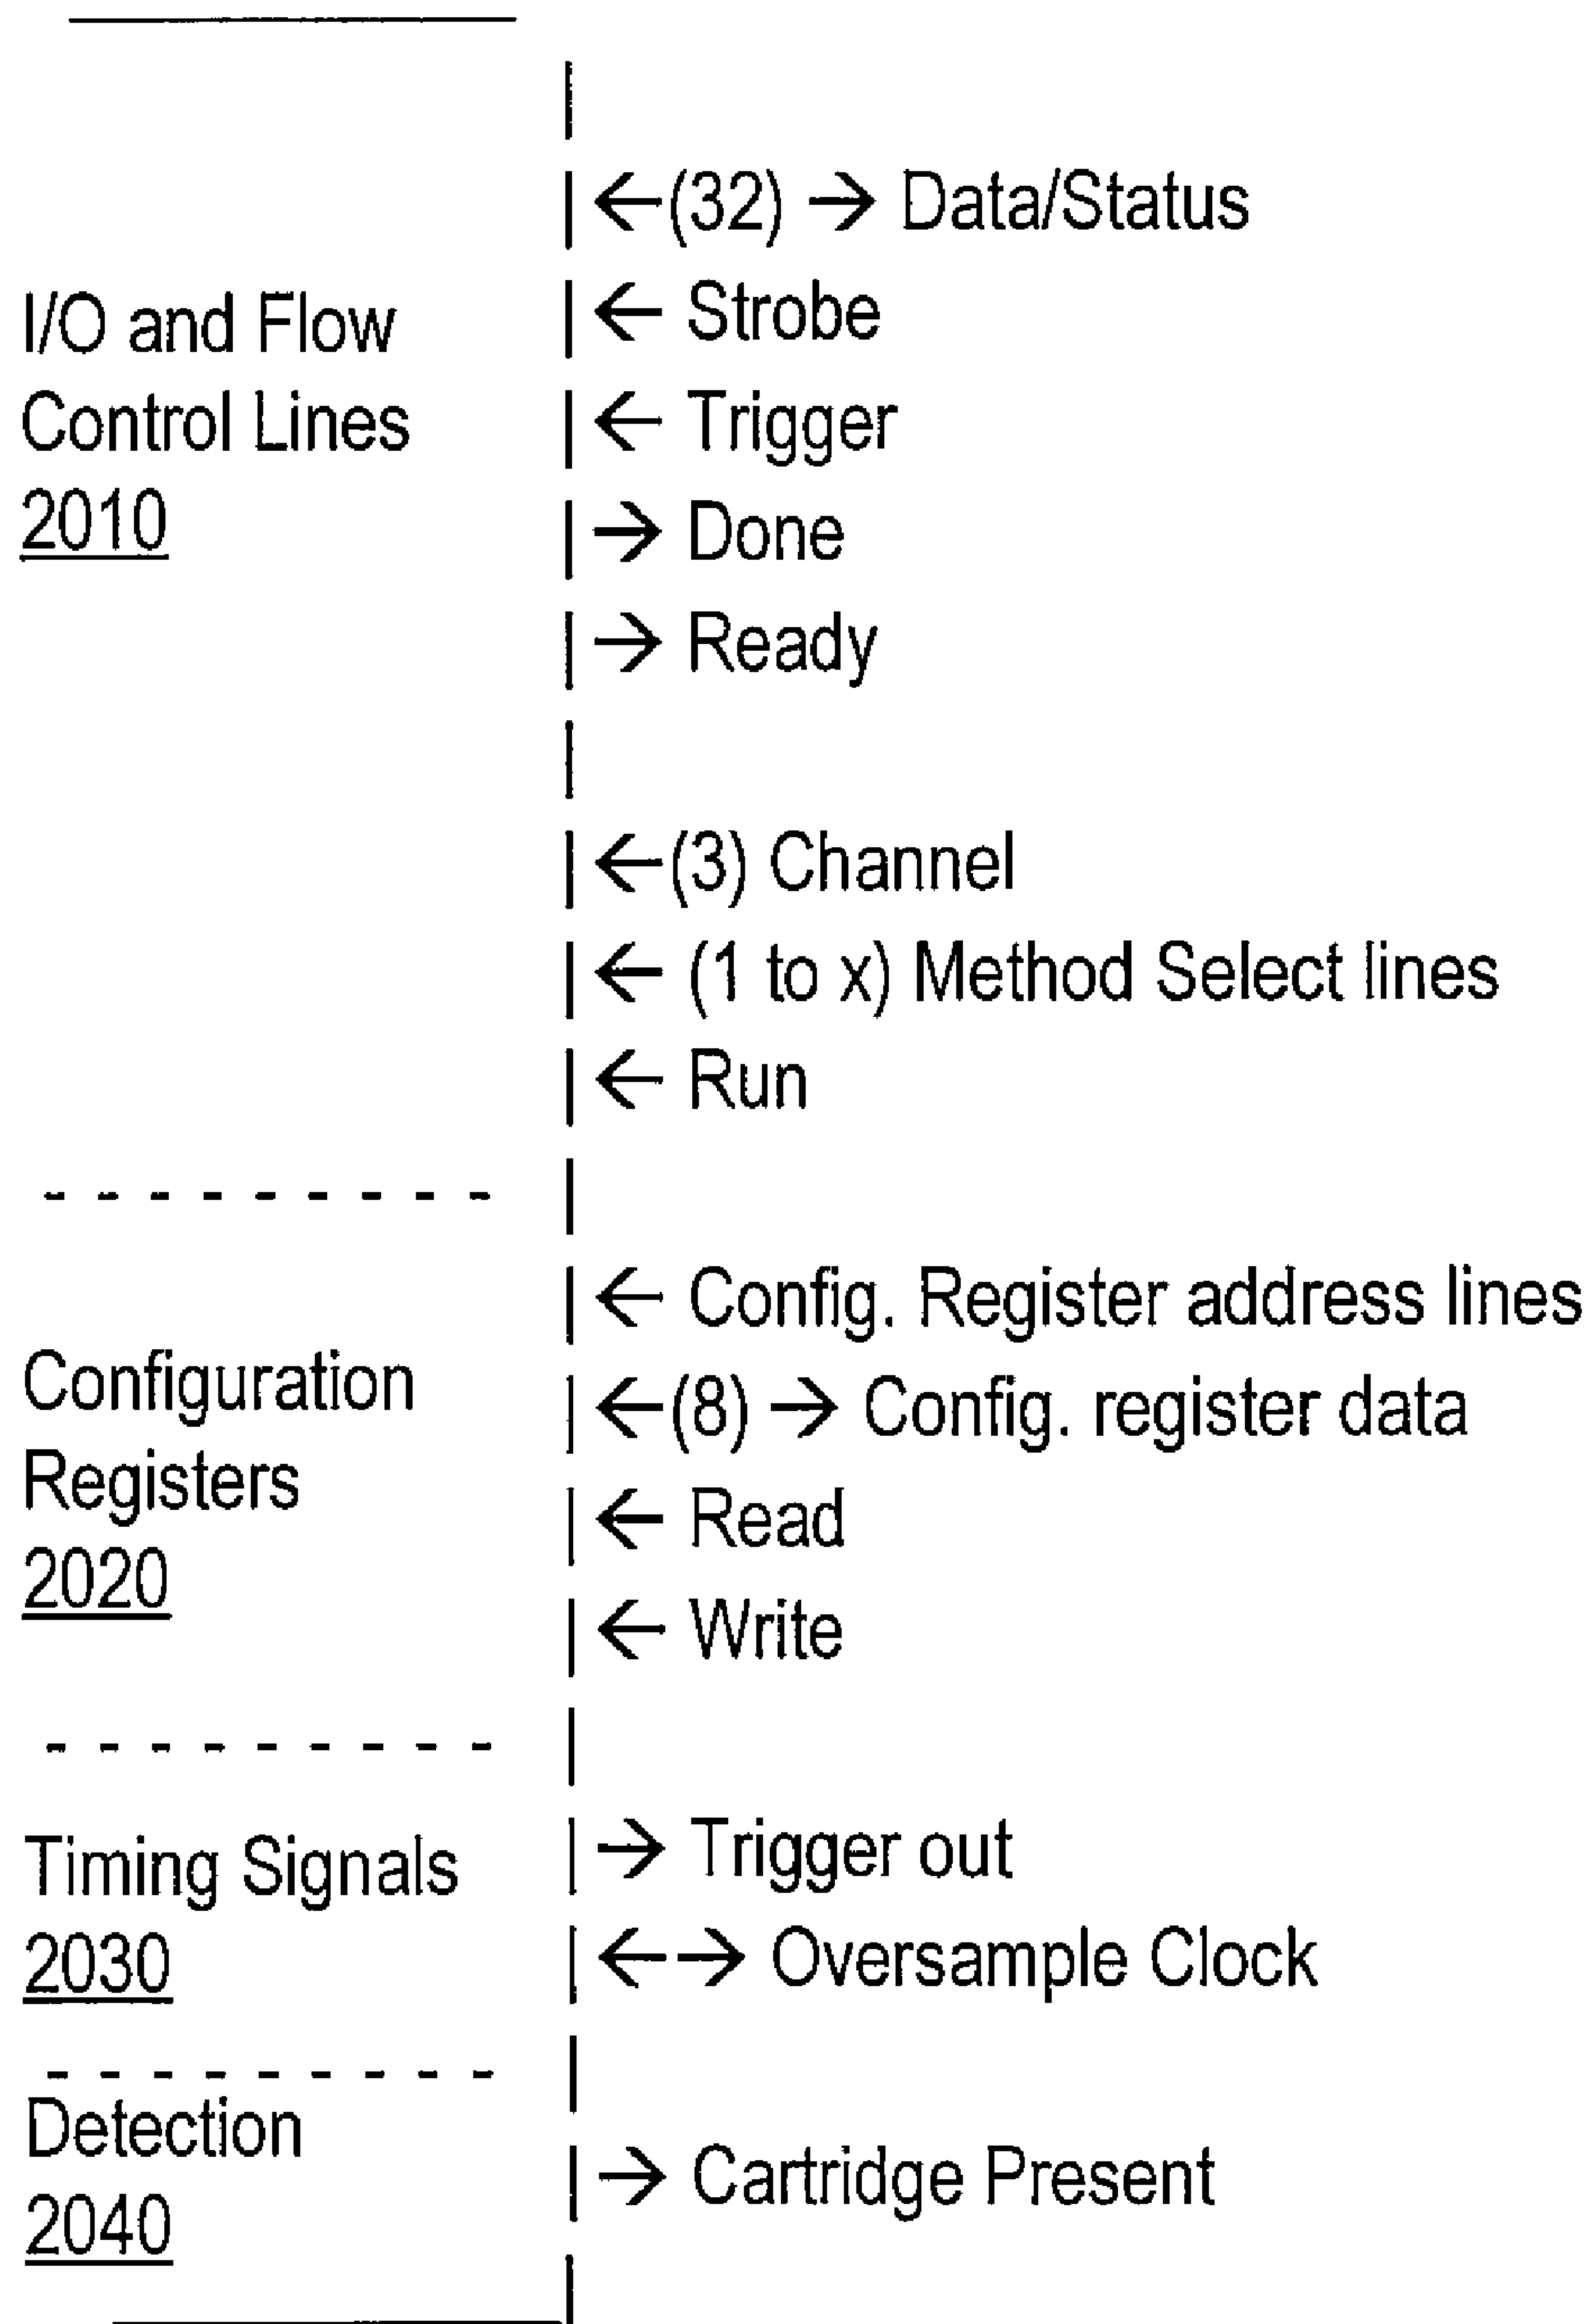 ←(32) → Data/Status
I/O and Flow
Control Lines
2010
← Strobe
← Trigger
→ Done
→ Ready
←(3) Channel
← (1 to x) Method Select lines
← Run
Configuration
Registers
2020
← Config. Register address lines
←(8) → Config. register data
← Read
← Write
Timing Signals
2030
→ Trigger out
←→ Oversample Clock
Detection
2040
→ Cartridge Present